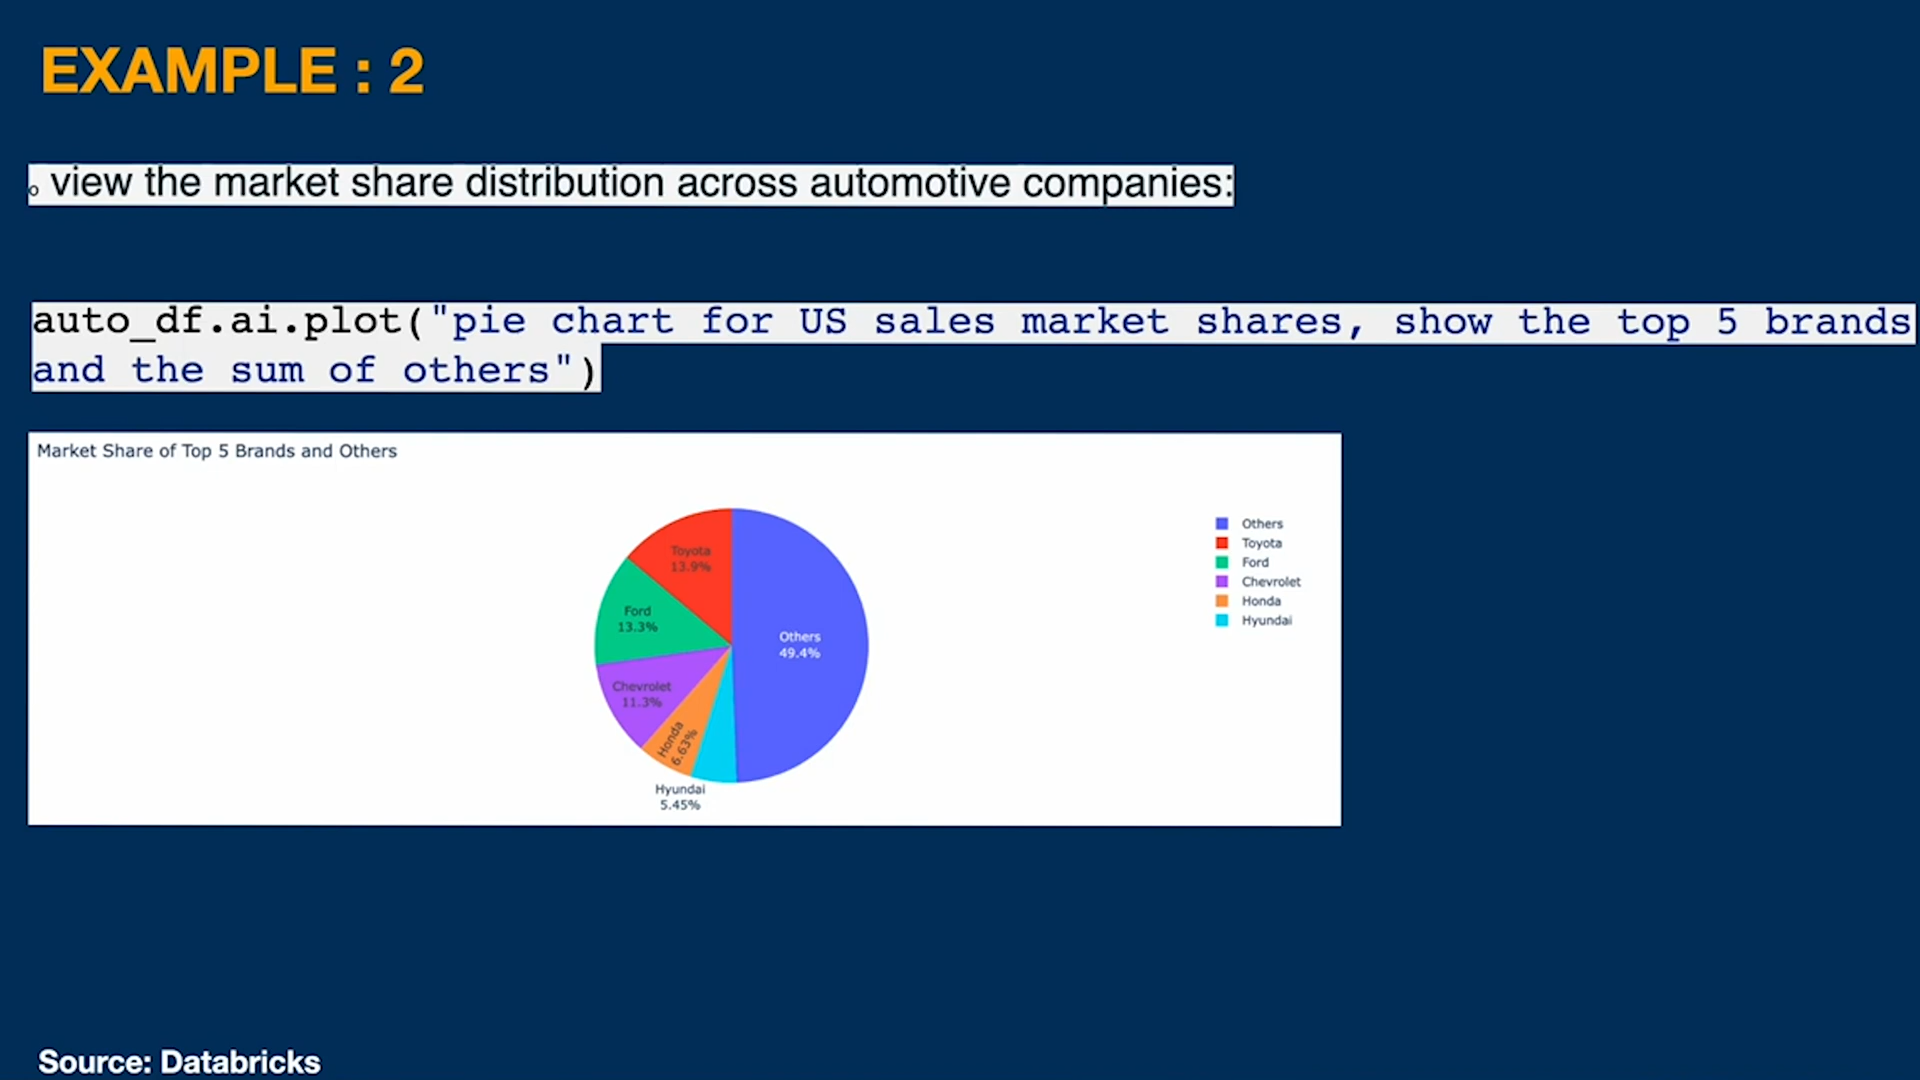 EXAMPLE : 2
o view the market share distribution across automotive companies:
auto_df.ai.plot("pie chart for US sales market shares, show the top 5 brands
and the sum of others")
Market Share of Top 5 Brands and Others
Toyota
13.9%
Ford
13.3%
Others
49.4%
Chevrolet
11.3%
Honda
6.63%
Hyundai
5.45%
Others
Toyota
Ford
Chevrolet
Honda
Hyundai
Source: Databricks